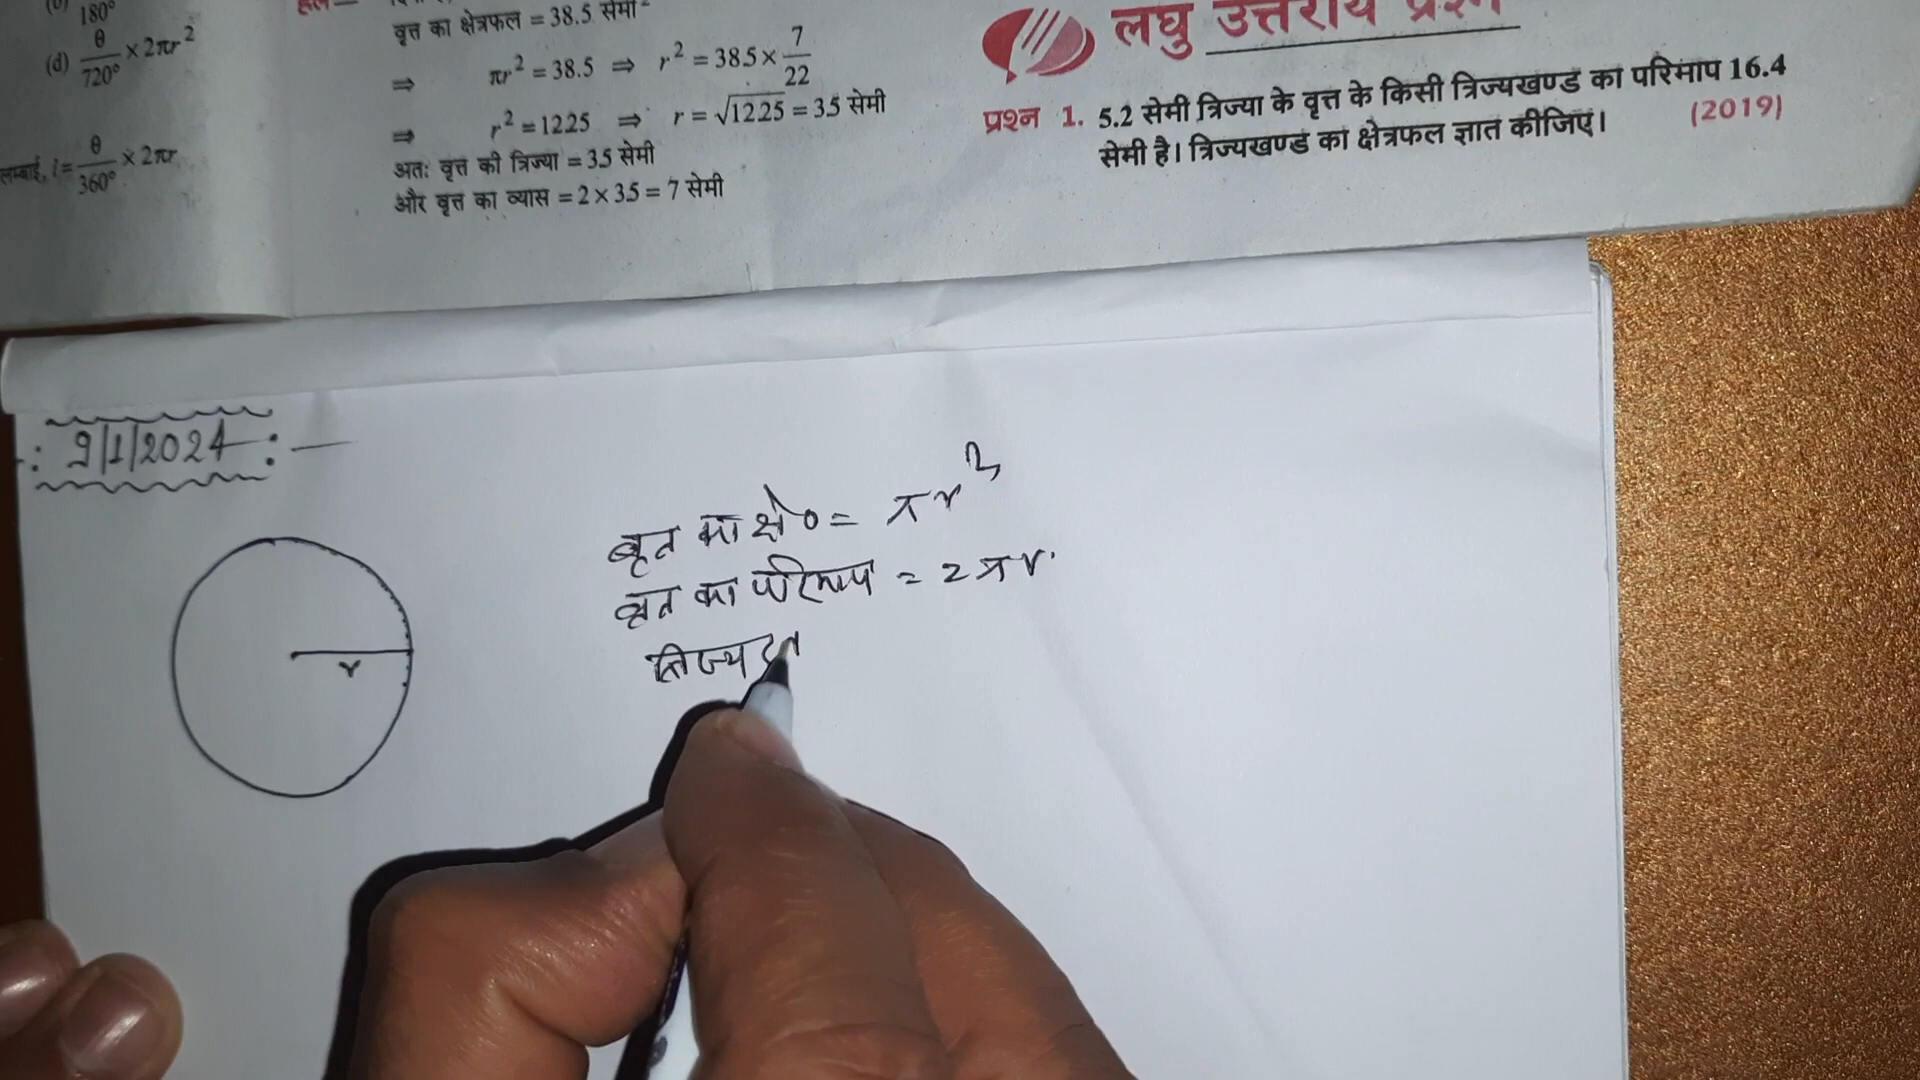 180°
(d) θ/720° × 2πr²
लम्बाई, l = θ/360° × 2πr
हल—
वृत्त का क्षेत्रफल = 38.5 सेमी²
⇒ πr² = 38.5 ⇒ r² = 38.5 × 7/22
⇒ r² = 12.25 ⇒ r = √12.25 = 3.5 सेमी
अतः वृत्त की त्रिज्या = 3.5 सेमी
और वृत्त का व्यास = 2 × 3.5 = 7 सेमी
लघु उत्तरीय प्रश्न
प्रश्न 1. 5.2 सेमी त्रिज्या के वृत्त के किसी त्रिज्यखण्ड का परिमाप 16.4
सेमी है। त्रिज्यखण्ड का क्षेत्रफल ज्ञात कीजिए। (2019)
9/1/2024
r
वृत का क्षे० = πr²
वृत का परिमाप = 2πr
त्रिज्य